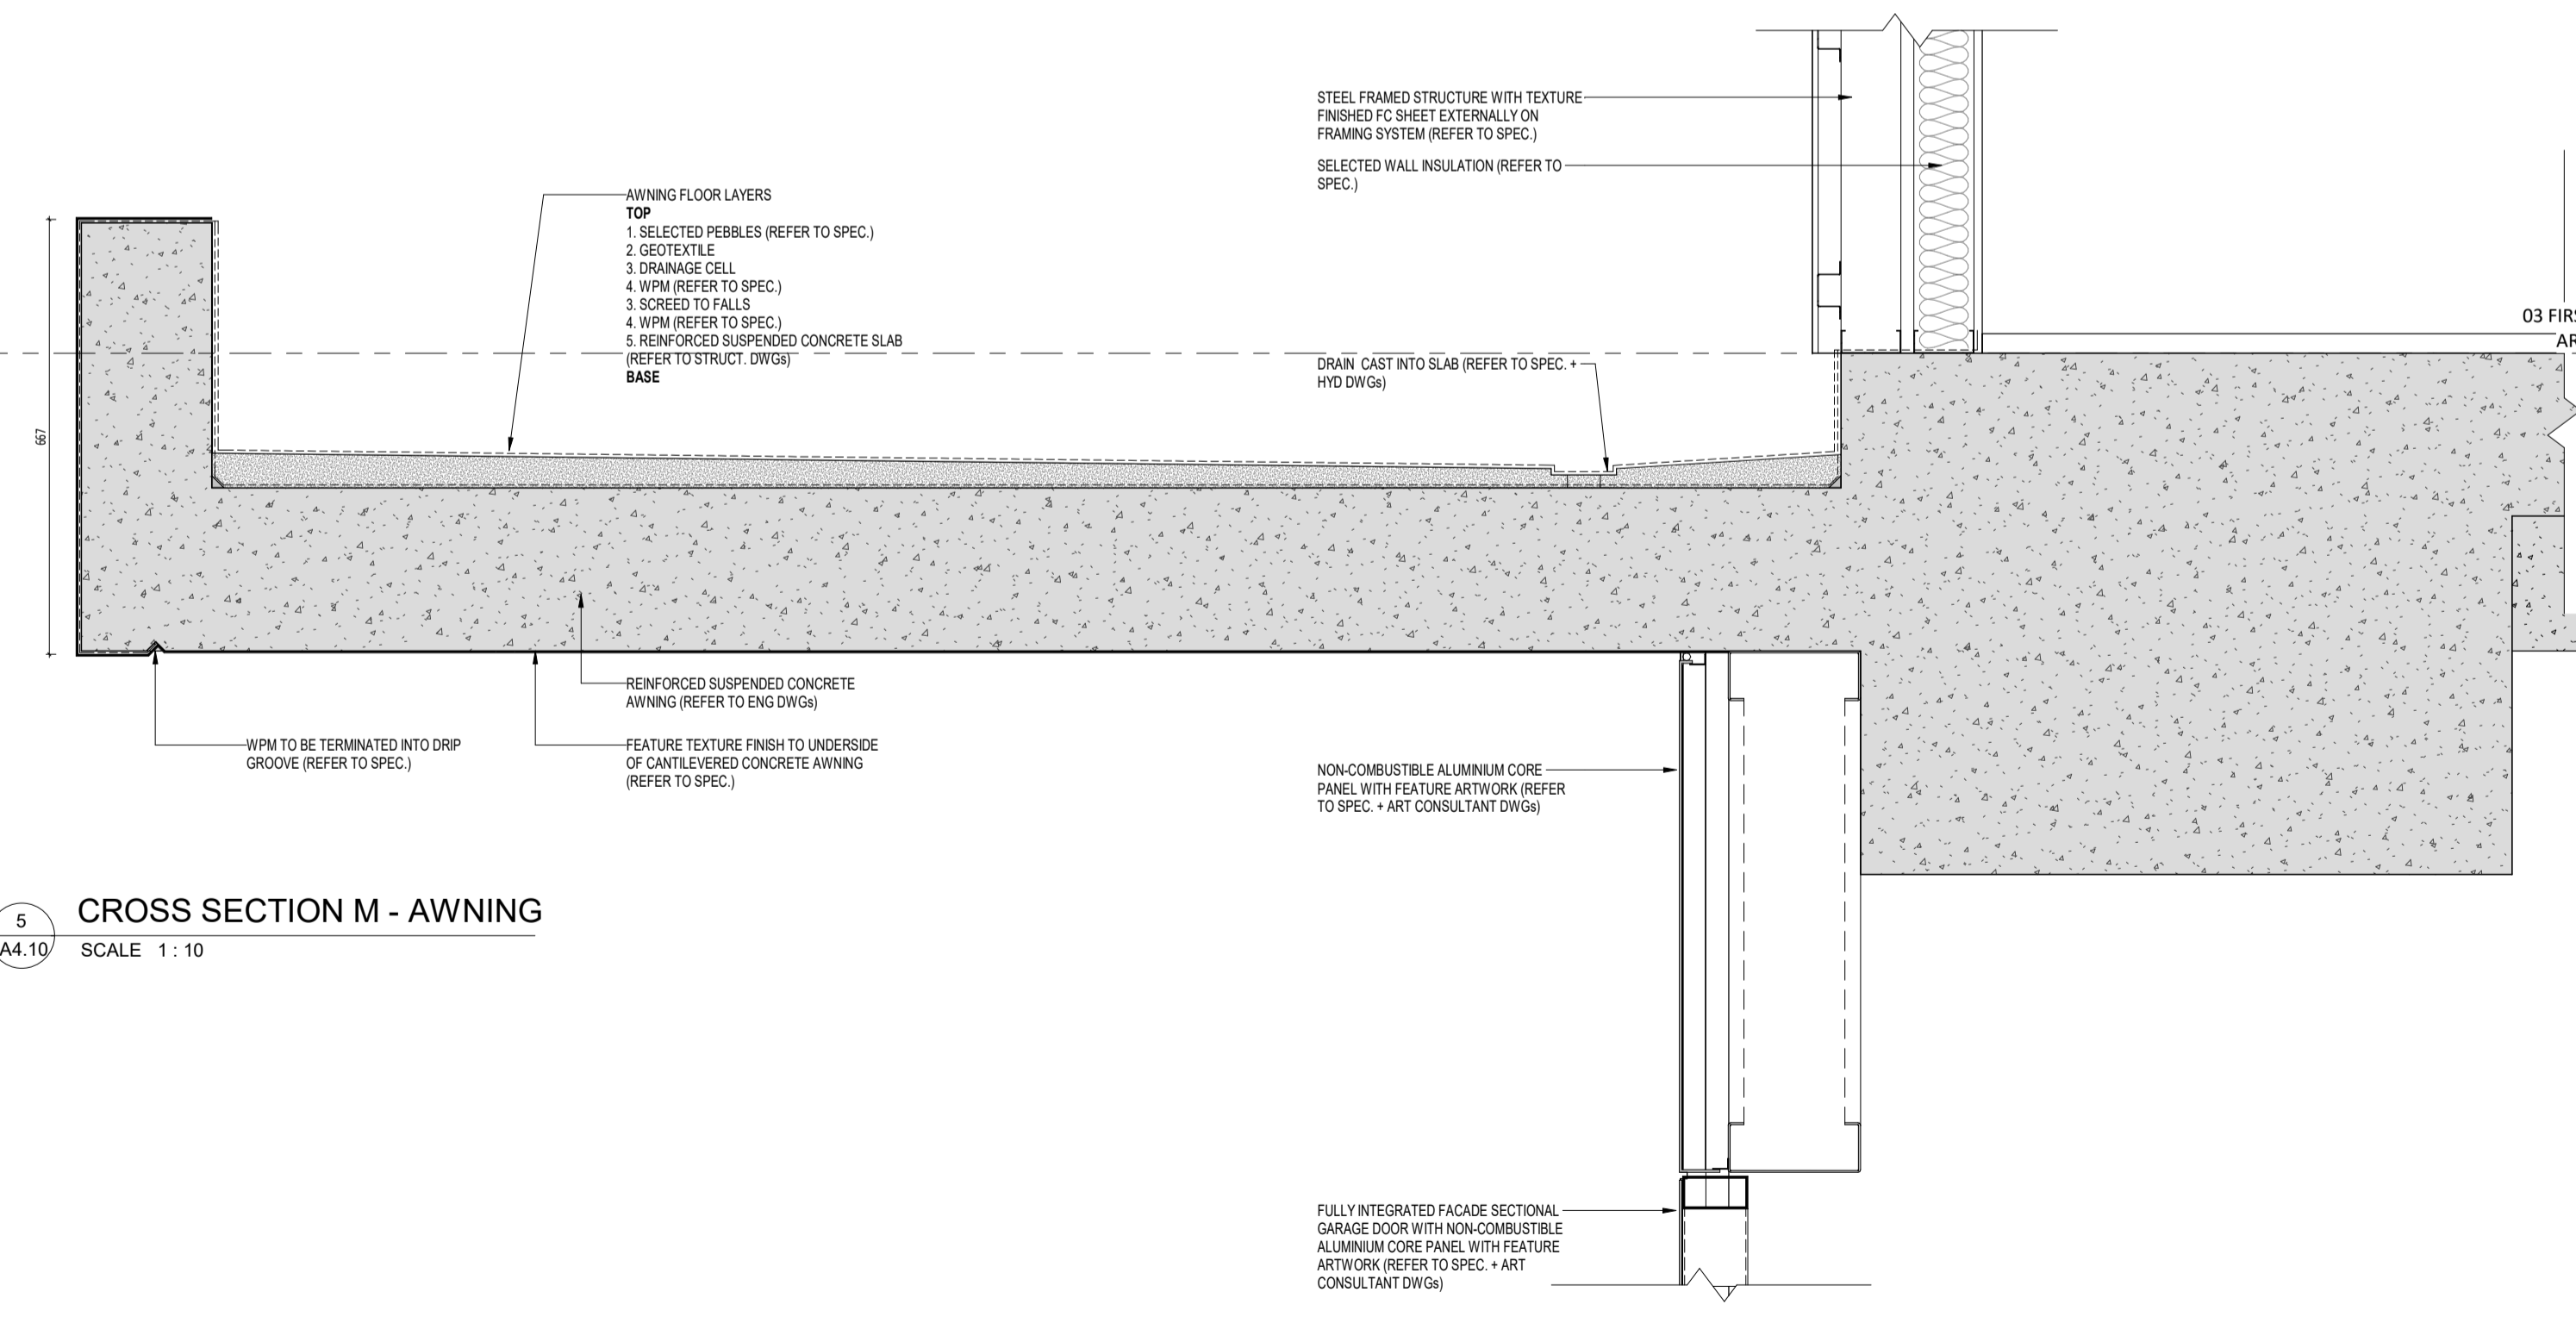 STEEL FRAMED STRUCTURE WITH TEXTURE
FINISHED FC SHEET EXTERNALLY ON
FRAMING SYSTEM (REFER TO SPEC.)
SELECTED WALL INSULATION (REFER TO
SPEC.)
AWNING FLOOR LAYERS
TOP
1. SELECTED PEBBLES (REFER TO SPEC.)
2. GEOTEXTILE
3. DRAINAGE CELL
4. WPM (REFER TO SPEC.)
3. SCREED TO FALLS
4. WPM (REFER TO SPEC.)
5. REINFORCED SUSPENDED CONCRETE SLAB
(REFER TO STRUCT. DWGs)
BASE
DRAIN CAST INTO SLAB (REFER TO SPEC. +
HYD DWGs)
03 FIRS
AR
667
REINFORCED SUSPENDED CONCRETE
AWNING (REFER TO ENG DWGs)
WPM TO BE TERMINATED INTO DRIP
GROOVE (REFER TO SPEC.)
FEATURE TEXTURE FINISH TO UNDERSIDE
OF CANTILEVERED CONCRETE AWNING
(REFER TO SPEC.)
NON-COMBUSTIBLE ALUMINIUM CORE
PANEL WITH FEATURE ARTWORK (REFER
TO SPEC. + ART CONSULTANT DWGs)
5
A4.10
CROSS SECTION M - AWNING
SCALE 1 : 10
FULLY INTEGRATED FACADE SECTIONAL
GARAGE DOOR WITH NON-COMBUSTIBLE
ALUMINIUM CORE PANEL WITH FEATURE
ARTWORK (REFER TO SPEC. + ART
CONSULTANT DWGs)